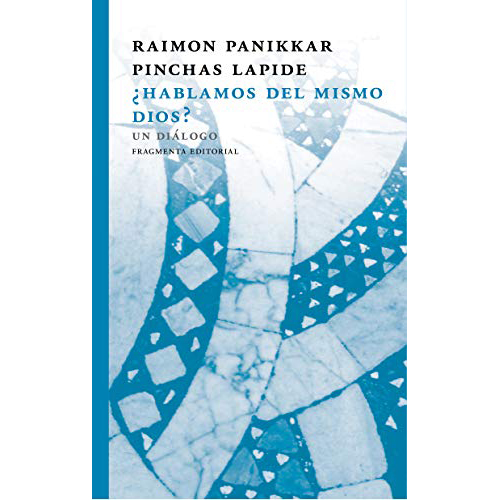 RAIMON PANIKKAR
PINCHAS LAPIDE
¿HABLAMOS DEL MISMO
DIOS?
UN DIÁLOGO
FRAGMENTA EDITORIAL